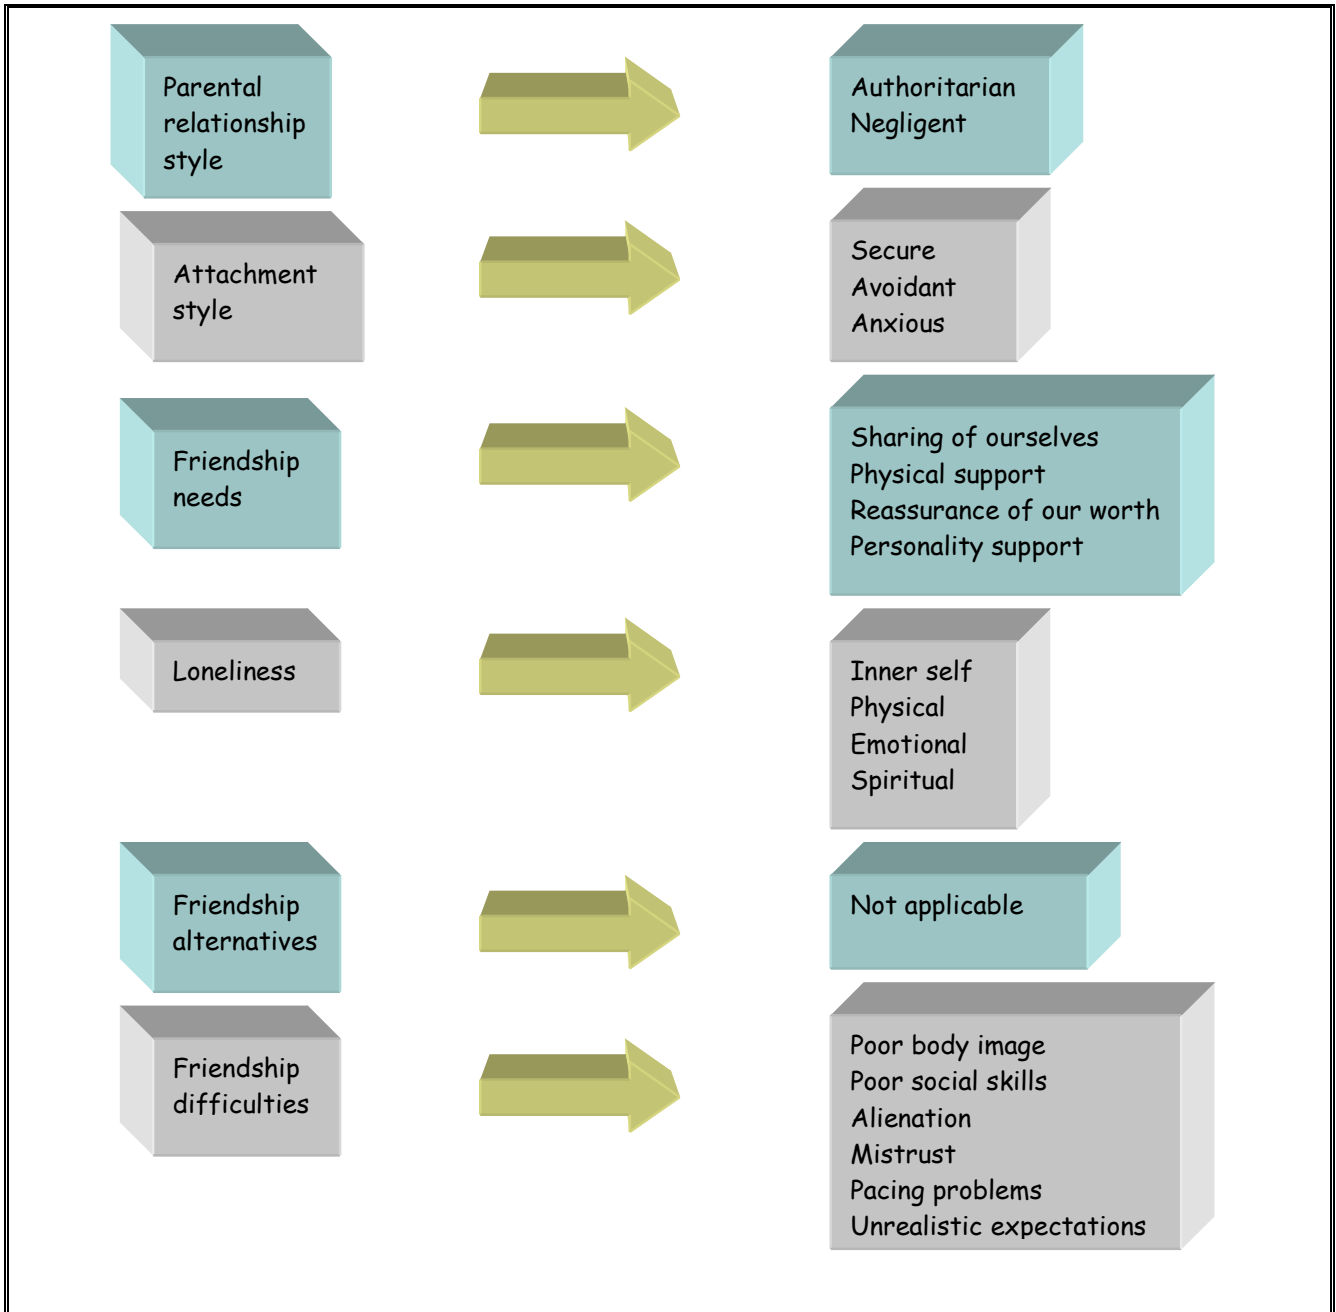 Parental
relationship
style
Authoritarian
Negligent
Attachment
style
Secure
Avoidant
Anxious
Friendship
needs
Sharing of ourselves
Physical support
Reassurance of our worth
Personality support
Loneliness
Inner self
Physical
Emotional
Spiritual
Friendship
alternatives
Not applicable
Friendship
difficulties
Poor body image
Poor social skills
Alienation
Mistrust
Pacing problems
Unrealistic expectations